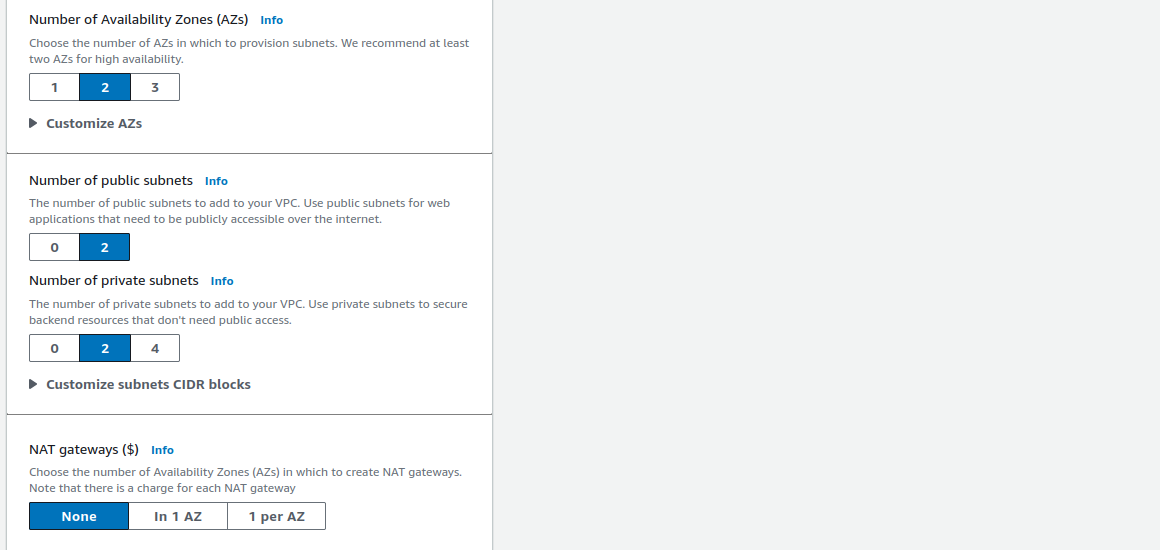 Number of Availability Zones (AZs) Info
Choose the number of AZs in which to provision subnets. We recommend at least
two AZs for high availability.
1 2 3
Customize AZs
Number of public subnets Info
The number of public subnets to add to your VPC. Use public subnets for web
applications that need to be publicly accessible over the internet.
0 2
Number of private subnets Info
The number of private subnets to add to your VPC. Use private subnets to secure
backend resources that don't need public access.
0 2 4
Customize subnets CIDR blocks
NAT gateways ($) Info
Choose the number of Availability Zones (AZs) in which to create NAT gateways.
Note that there is a charge for each NAT gateway
None In 1 AZ 1 per AZ